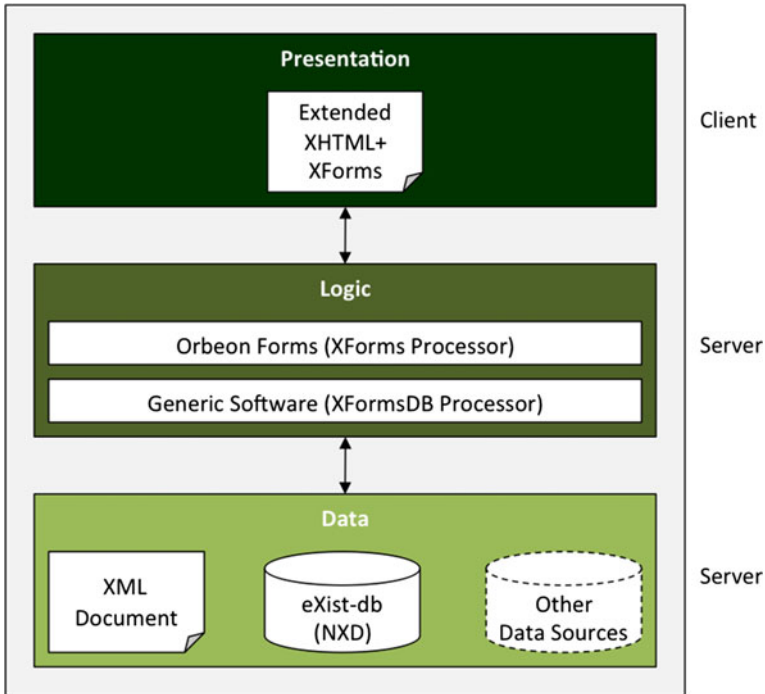 Presentation
Extended
XHTML+
XForms
Client
Logic
Orbeon Forms (XForms Processor)
Generic Software (XFormsDB Processor)
Server
Data
XML
Document
eXist-db
(NXD)
Other
Data Sources
Server